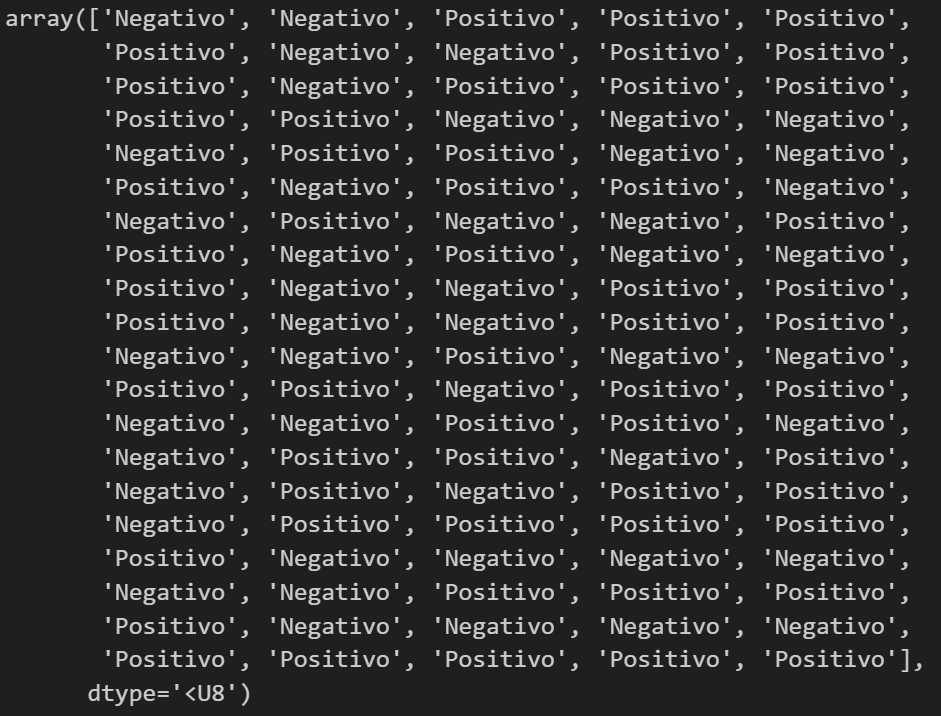 array(['Negativo', 'Negativo', 'Positivo', 'Positivo', 'Positivo',
'Positivo', 'Negativo', 'Negativo', 'Positivo', 'Positivo',
'Positivo', 'Negativo', 'Positivo', 'Positivo', 'Positivo',
'Positivo', 'Positivo', 'Negativo', 'Negativo', 'Negativo',
'Negativo', 'Positivo', 'Positivo', 'Negativo', 'Negativo',
'Positivo', 'Negativo', 'Positivo', 'Positivo', 'Negativo',
'Negativo', 'Positivo', 'Negativo', 'Negativo', 'Positivo',
'Positivo', 'Negativo', 'Positivo', 'Negativo', 'Negativo',
'Positivo', 'Negativo', 'Negativo', 'Positivo', 'Positivo',
'Positivo', 'Negativo', 'Negativo', 'Positivo', 'Positivo',
'Negativo', 'Negativo', 'Positivo', 'Negativo', 'Negativo',
'Positivo', 'Positivo', 'Negativo', 'Positivo', 'Positivo',
'Negativo', 'Negativo', 'Positivo', 'Positivo', 'Negativo',
'Negativo', 'Positivo', 'Positivo', 'Negativo', 'Positivo',
'Negativo', 'Positivo', 'Negativo', 'Positivo', 'Positivo',
'Negativo', 'Positivo', 'Positivo', 'Positivo', 'Positivo',
'Positivo', 'Negativo', 'Negativo', 'Negativo', 'Negativo',
'Negativo', 'Negativo', 'Positivo', 'Positivo', 'Positivo',
'Positivo', 'Negativo', 'Negativo', 'Negativo', 'Negativo',
'Positivo', 'Positivo', 'Positivo', 'Positivo', 'Positivo'],
dtype='<U8')